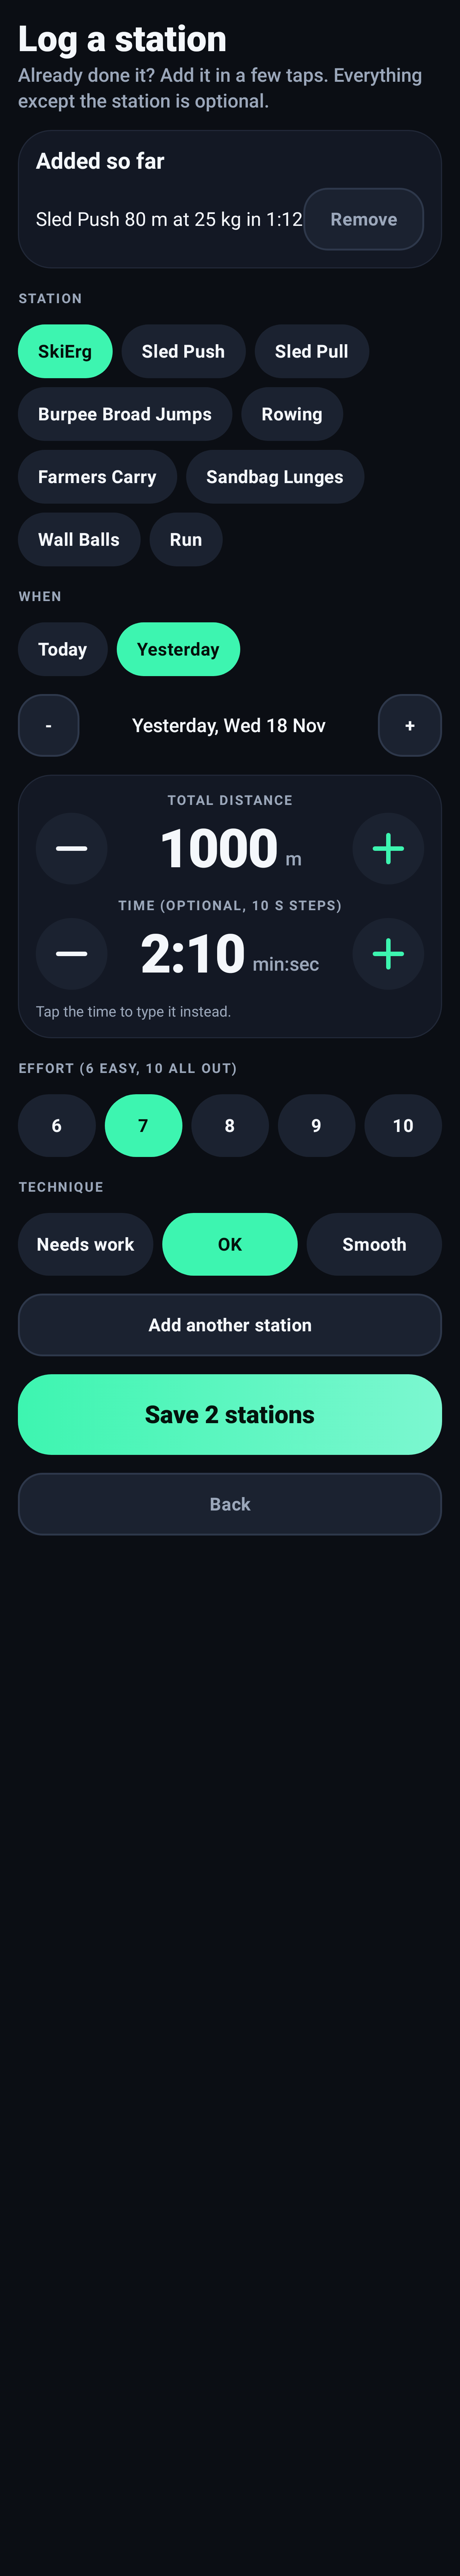 Log a station
Already done it? Add it in a few taps. Everything
except the station is optional.
Added so far
Sled Push 80 m at 25 kg in 1:12 Remove
STATION
SkiErg Sled Push Sled Pull
Burpee Broad Jumps Rowing
Farmers Carry Sandbag Lunges
Wall Balls Run
WHEN
Today Yesterday
- Yesterday, Wed 18 Nov +
TOTAL DISTANCE
1000 m
TIME (OPTIONAL, 10 S STEPS)
2:10 min:sec
Tap the time to type it instead.
EFFORT (6 EASY, 10 ALL OUT)
6 7 8 9 10
TECHNIQUE
Needs work OK Smooth
Add another station
Save 2 stations
Back